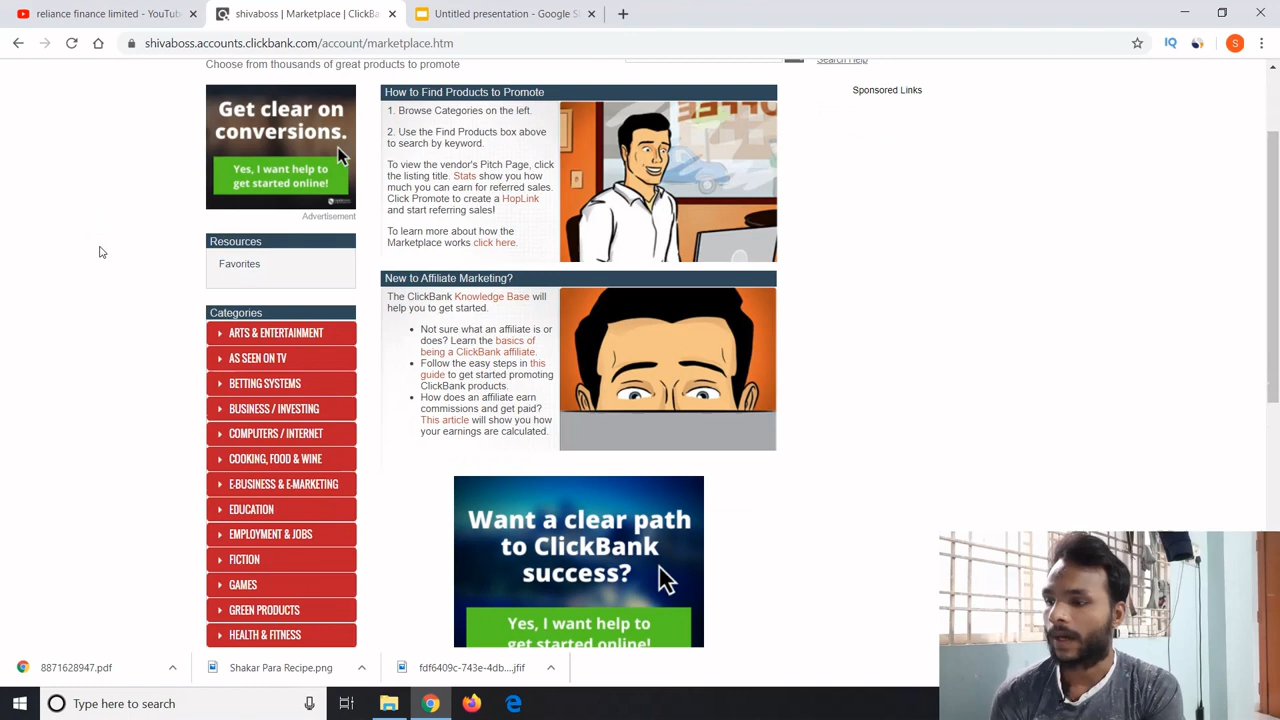 reliance finance limited - YouTub
shivaboss | Marketplace | ClickBa
Untitled presentation - Google S
shivaboss.accounts.clickbank.com/account/marketplace.htm
IQ
S
Choose from thousands of great products to promote
Search Help
Get clear on
conversions.
Yes, I want help to
get started online!
Advertisement
Resources
Favorites
Categories
ARTS & ENTERTAINMENT
AS SEEN ON TV
BETTING SYSTEMS
BUSINESS / INVESTING
COMPUTERS / INTERNET
COOKING, FOOD & WINE
E-BUSINESS & E-MARKETING
EDUCATION
EMPLOYMENT & JOBS
FICTION
GAMES
GREEN PRODUCTS
HEALTH & FITNESS
How to Find Products to Promote
1. Browse Categories on the left.
2. Use the Find Products box above
to search by keyword.
To view the vendor's Pitch Page, click
the listing title. Stats show you how
much you can earn for referred sales.
Click Promote to create a HopLink
and start referring sales!
To learn more about how the
Marketplace works click here.
New to Affiliate Marketing?
The ClickBank Knowledge Base will
help you to get started.
Not sure what an affiliate is or
does? Learn the basics of
being a ClickBank affiliate.
Follow the easy steps in this
guide to get started promoting
ClickBank products.
How does an affiliate earn
commissions and get paid?
This article will show you how
your earnings are calculated.
Want a clear path
to ClickBank
success?
Yes, I want help to
get started online!
Sponsored Links
8871628947.pdf
Shakar Para Recipe.png
fdf6409c-743e-4db....jfif
Type here to search